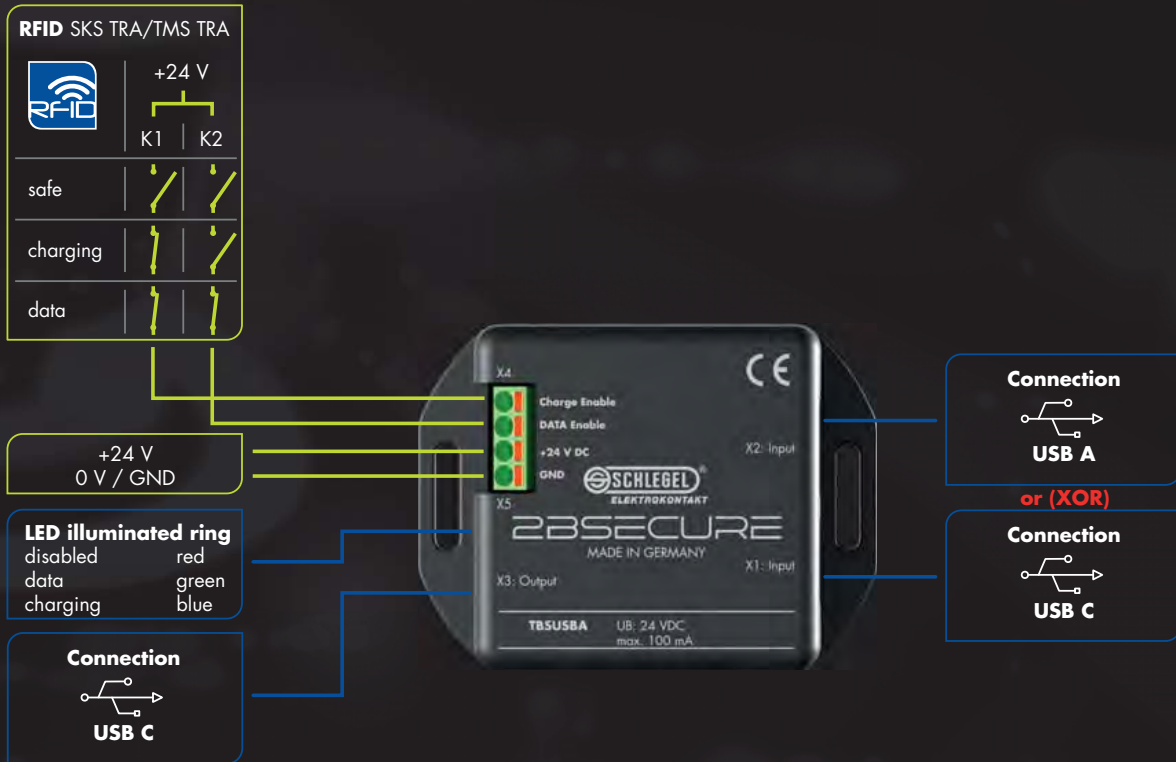 RFID SKS TRA/TMS TRA
RFID
+24 V
K1
K2
safe
charging
data
+24 V
0 V / GND
LED illuminated ring
disabled red
data green
charging blue
Connection
USB C
X4
Charge Enable
DATA Enable
+24 V DC
GND
X5
CE
X2: Input
SCHLEGEL®
ELEKTROKONTAKT
2BSECURE
MADE IN GERMANY
X1: Input
X3: Output
TBSUSBA UB: 24 VDC
max. 100 mA
Connection
USB A
or (XOR)
Connection
USB C